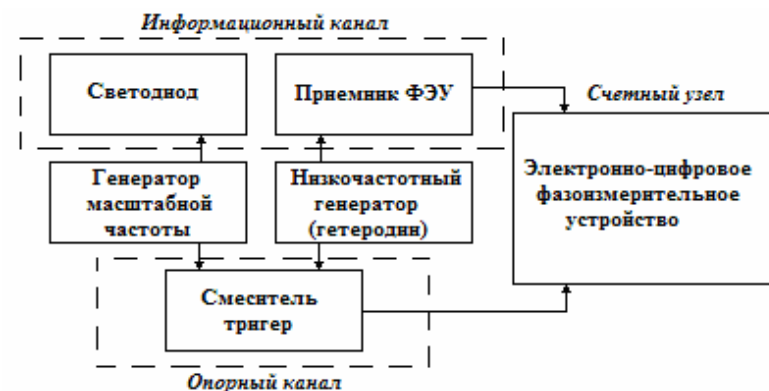 Информационный канал
Светодиод
Приемник ФЭУ
Счетный узел
Генератор
масштабной
частоты
Низкочастотный
генератор
(гетеродин)
Электронно-цифровое
фазоизмерительное
устройство
Смеситель
тригер
Опорный канал